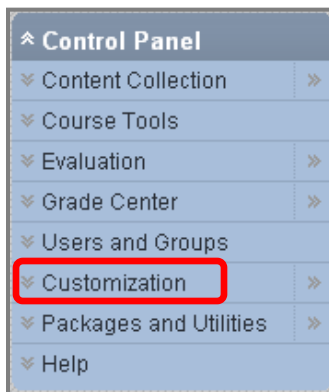 Control Panel
Content Collection
Course Tools
Evaluation
Grade Center
Users and Groups
Customization
Packages and Utilities
Help